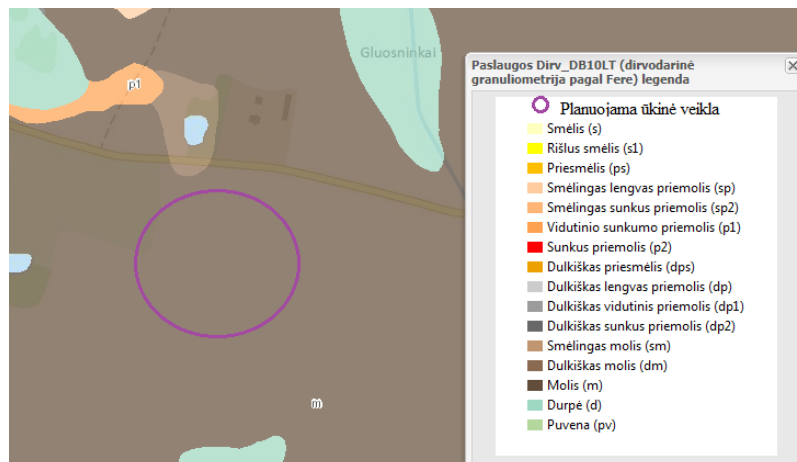 Gluosninkai
p1
m
Paslaugos Dirv_DB10LT (dirvodarinė
granuliometrija pagal Fere) legenda
Planuojama ūkinė veikla
Smėlis (s)
Rišlus smėlis (s1)
Priesmėlis (ps)
Smėlingas lengvas priemolis (sp)
Smėlingas sunkus priemolis (sp2)
Vidutinio sunkumo priemolis (p1)
Sunkus priemolis (p2)
Dulkiškas priesmėlis (dps)
Dulkiškas lengvas priemolis (dp)
Dulkiškas vidutinis priemolis (dp1)
Dulkiškas sunkus priemolis (dp2)
Smėlingas molis (sm)
Dulkiškas molis (dm)
Molis (m)
Durpė (d)
Puvena (pv)